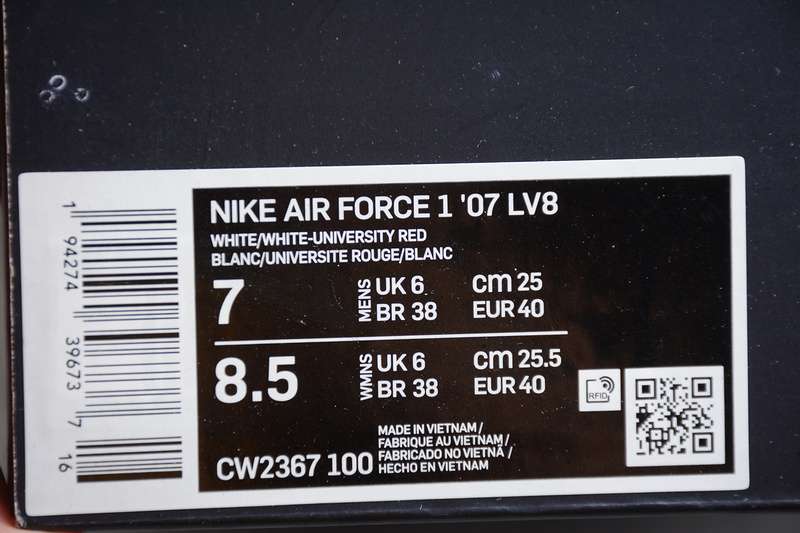 NIKE AIR FORCE 1 '07 LV8
WHITE/WHITE-UNIVERSITY RED
BLANC/UNIVERSITE ROUGE/BLANC
7 MENS UK 6 cm 25
BR 38 EUR 40
8.5 WMNS UK 6 cm 25.5
BR 38 EUR 40
RFID
CW2367 100
MADE IN VIETNAM/
FABRIQUE AU VIETNAM/
FABRICADO NO VIETNÃ/
HECHO EN VIETNAM
1 94274 39673 7 16